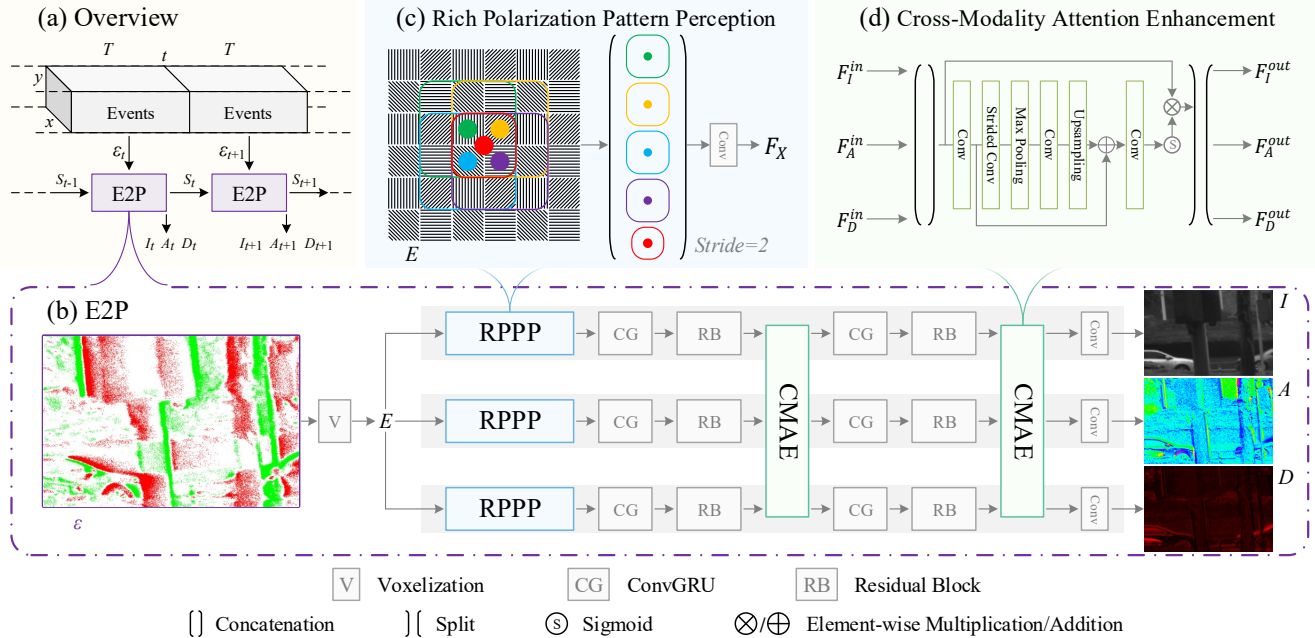 (a) Overview
T t T
y
x
Events Events
ε_t ε_{t+1}
S_{t-1} E2P S_t E2P S_{t+1}
I_t A_t D_t I_{t+1} A_{t+1} D_{t+1}
(c) Rich Polarization Pattern Perception
E
Conv
F_X
Stride=2
(d) Cross-Modality Attention Enhancement
F_I^{in}
F_A^{in}
F_D^{in}
Conv
Strided Conv
Max Pooling
Conv
Upsampling
Conv
S
F_I^{out}
F_A^{out}
F_D^{out}
(b) E2P
ε
V
E
RPPP CG RB CG RB Conv I
RPPP CG RB CMAE CG RB CMAE Conv A
RPPP CG RB CG RB Conv D
V Voxelization CG ConvGRU RB Residual Block
Concatenation Split S Sigmoid / Element-wise Multiplication/Addition